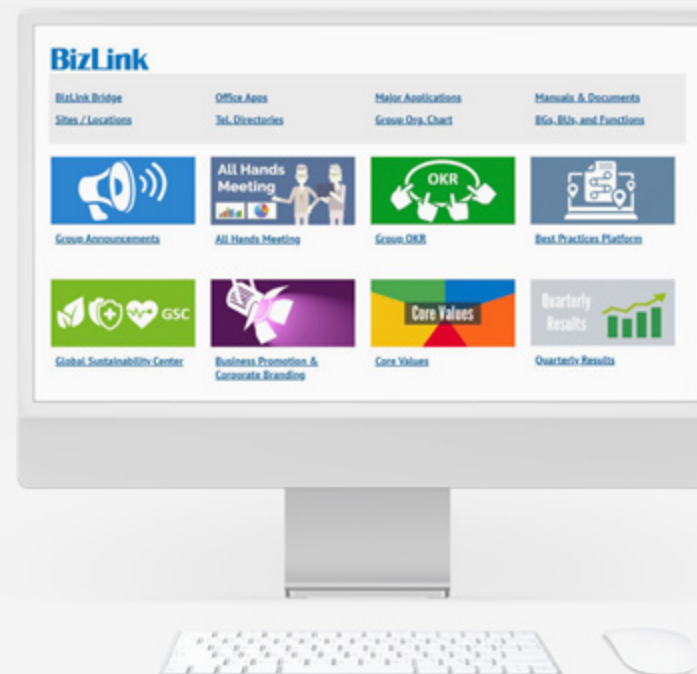 BizLink
BizLink Bridge
Office Apps
Major Applications
Manuals & Documents
Sites / Locations
Tel. Directories
Group Org. Chart
BGs, BUs, and Functions
All Hands
Meeting
OKR
Group Announcements
All Hands Meeting
Group OKR
Best Practices Platform
GSC
Core Values
Quarterly
Results
Global Sustainability Center
Business Promotion &
Corporate Branding
Core Values
Quarterly Results